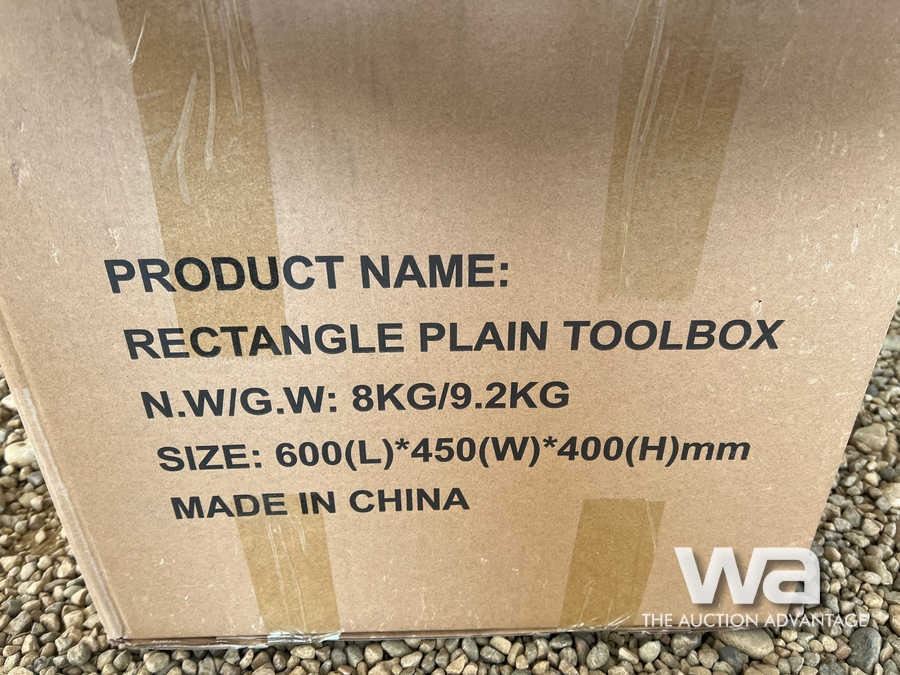 PRODUCT NAME:
RECTANGLE PLAIN TOOLBOX
N.W/G.W: 8KG/9.2KG
SIZE: 600(L)*450(W)*400(H)mm
MADE IN CHINA
wa
THE AUCTION ADVANTAGE